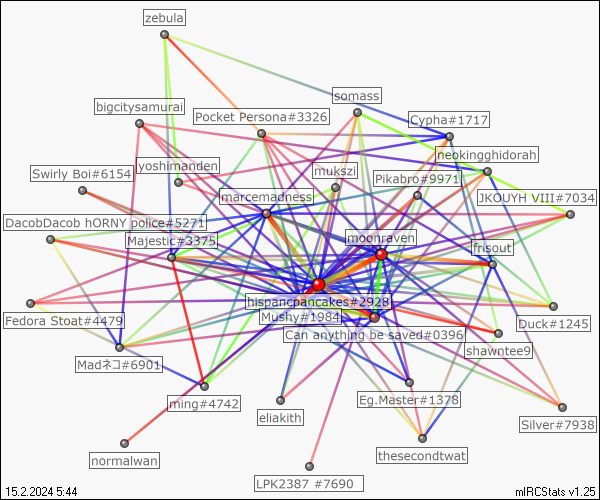 zebula
somass
bigcitysamurai
Pocket Persona#3326
Cypha#1717
neokingghidorah
yoshimanden
mukszi
Swirly Boi#6154
Pikabro#9971
marcemadness
JKOUYH VIII#7034
DacobDacob hORNY police#5271
Majestic#3375
moonraven
frisout
hispancpancakes#2928
Mushy#1984
Fedora Stoat#4479
Duck#1245
Can anything be saved#0396
shawntee9
Madネコ#6901
ming#4742
Eg.Master#1378
eliakith
Silver#7938
normalwan
thesecondtwat
LPK2387 #7690
15.2.2024 5:44
mIRCStats v1.25